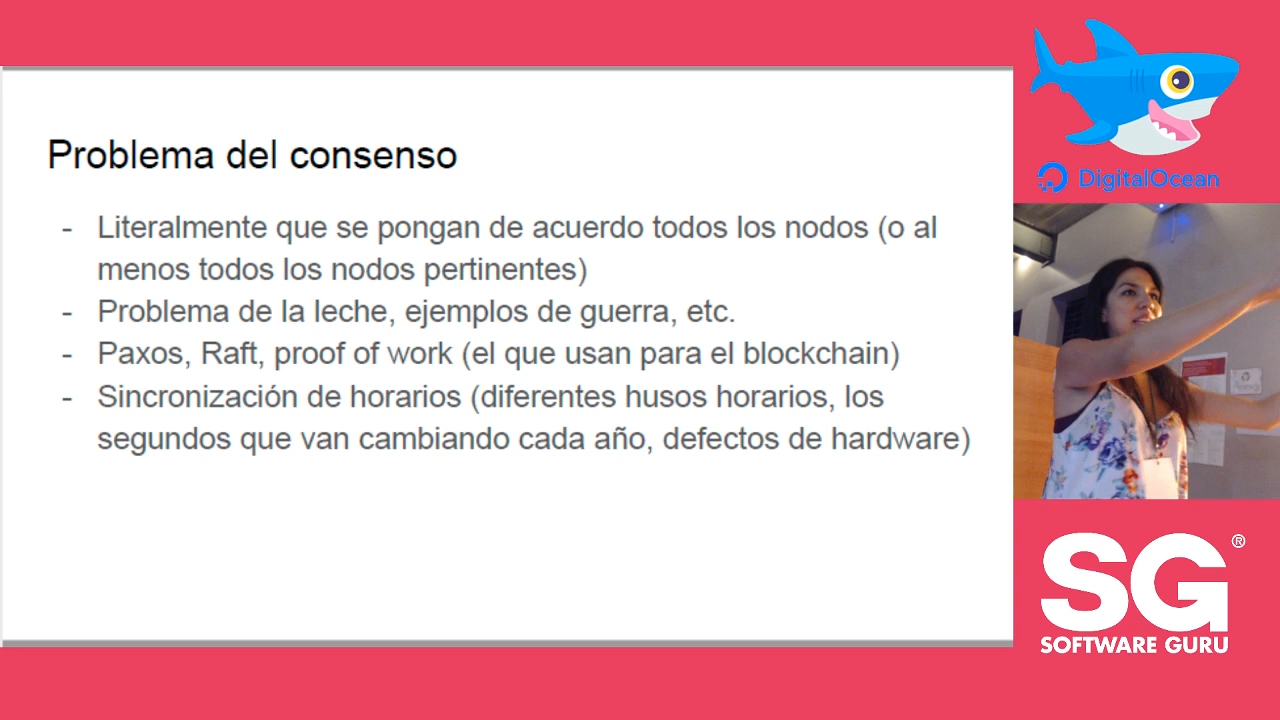 Problema del consenso
- Literalmente que se pongan de acuerdo todos los nodos (o al
menos todos los nodos pertinentes)
- Problema de la leche, ejemplos de guerra, etc.
- Paxos, Raft, proof of work (el que usan para el blockchain)
- Sincronización de horarios (diferentes husos horarios, los
segundos que van cambiando cada año, defectos de hardware)
DigitalOcean
SG®
SOFTWARE GURU